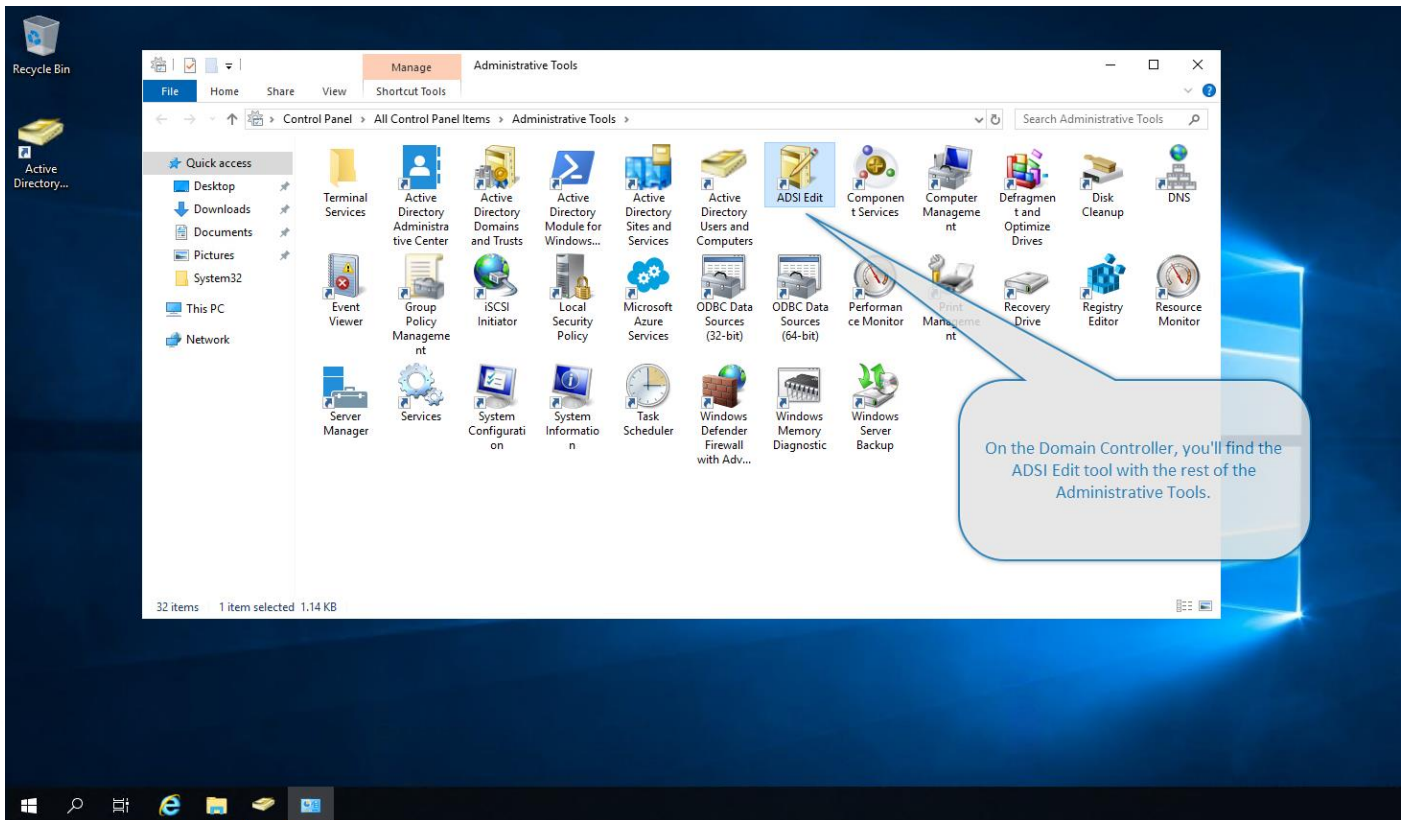 Recycle Bin
Active
Directory...
Manage
Administrative Tools
File
Home
Share
View
Shortcut Tools
Control Panel > All Control Panel Items > Administrative Tools >
Search Administrative Tools
Quick access
Desktop
Downloads
Documents
Pictures
System32
This PC
Network
Terminal
Services
Active
Directory
Administra
tive Center
Active
Directory
Domains
and Trusts
Active
Directory
Module for
Windows...
Active
Directory
Sites and
Services
Active
Directory
Users and
Computers
ADSI Edit
Componen
t Services
Computer
Manageme
nt
Defragmen
t and
Optimize
Drives
Disk
Cleanup
DNS
Event
Viewer
Group
Policy
Manageme
nt
iSCSI
Initiator
Local
Security
Policy
Microsoft
Azure
Services
ODBC Data
Sources
(32-bit)
ODBC Data
Sources
(64-bit)
Performan
ce Monitor
Print
Manageme
nt
Recovery
Drive
Registry
Editor
Resource
Monitor
Server
Manager
Services
System
Configurati
on
System
Informatio
n
Task
Scheduler
Windows
Defender
Firewall
with Adv...
Windows
Memory
Diagnostic
Windows
Server
Backup
On the Domain Controller, you'll find the
ADSI Edit tool with the rest of the
Administrative Tools.
32 items
1 item selected 1.14 KB